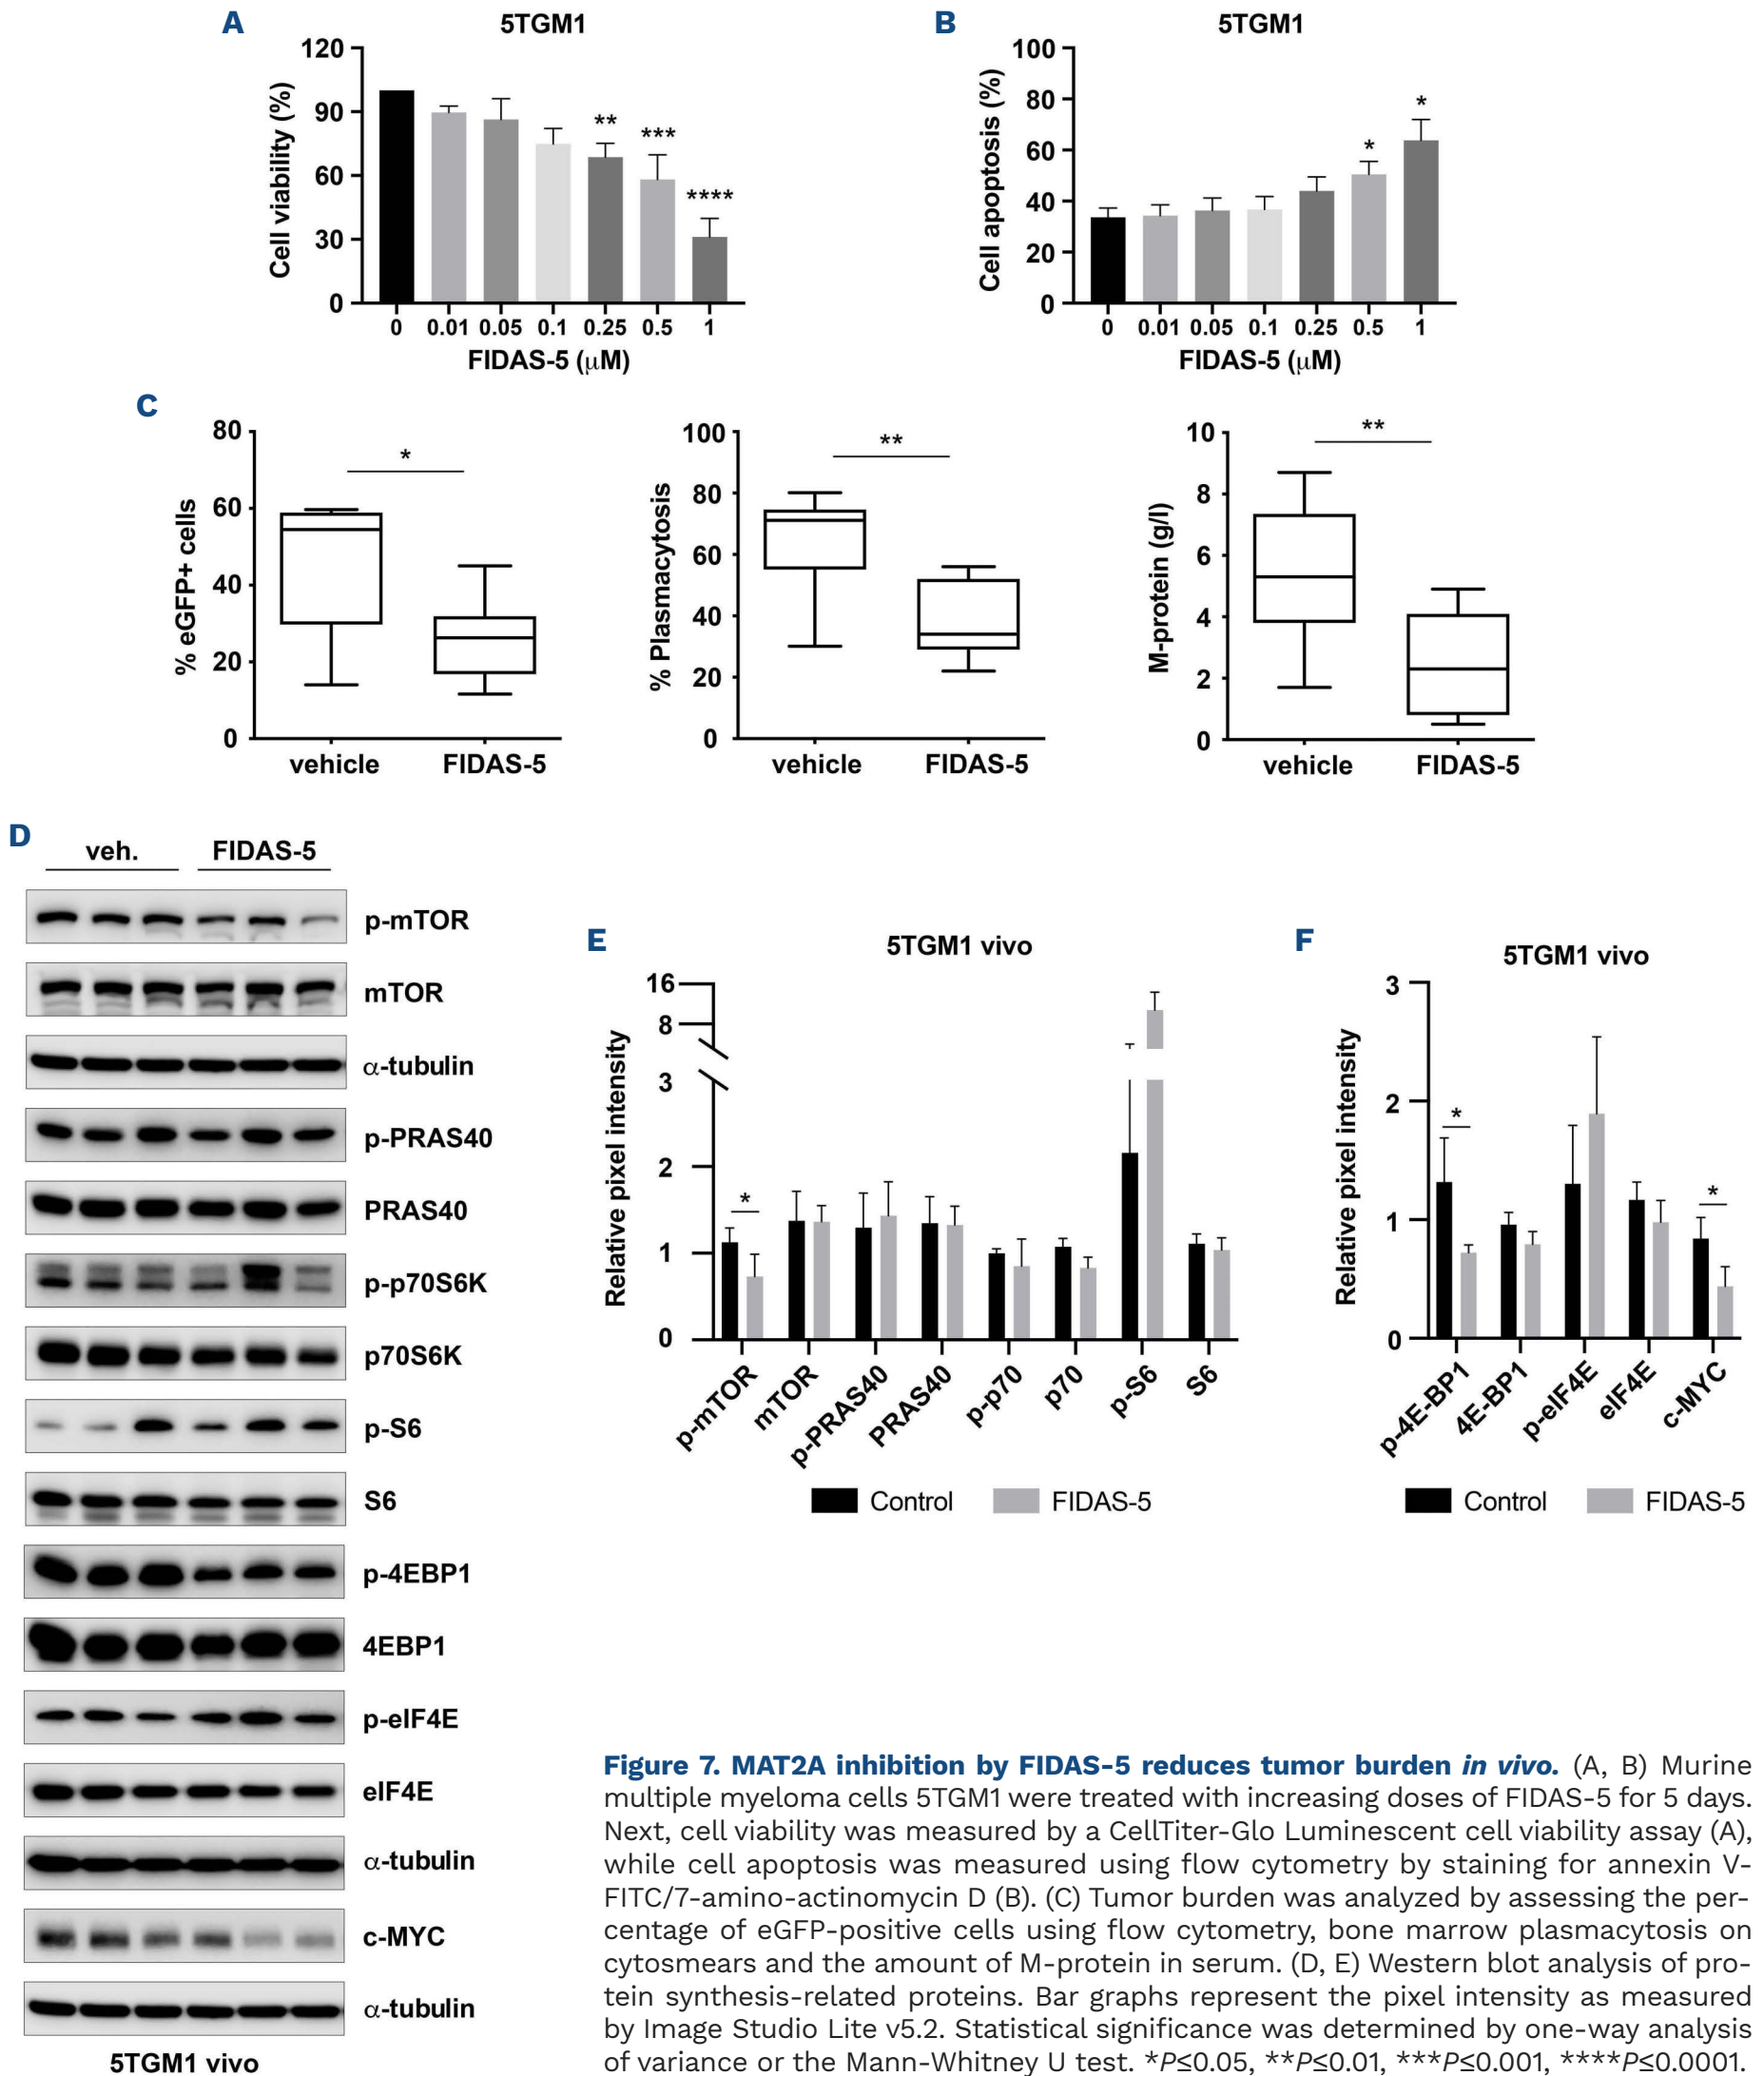 A
5TGM1
Cell viability (%)
120
90
60
30
0
**
***
****
0 0.01 0.05 0.1 0.25 0.5 1
FIDAS-5 (μM)
B
5TGM1
Cell apoptosis (%)
100
80
60
40
20
0
*
*
0 0.01 0.05 0.1 0.25 0.5 1
FIDAS-5 (μM)
C
% eGFP+ cells
80
60
40
20
0
*
vehicle FIDAS-5
% Plasmacytosis
100
80
60
40
20
0
**
vehicle FIDAS-5
M-protein (g/l)
10
8
6
4
2
0
**
vehicle FIDAS-5
D
veh. FIDAS-5
p-mTOR
mTOR
α-tubulin
p-PRAS40
PRAS40
p-p70S6K
p70S6K
p-S6
S6
p-4EBP1
4EBP1
p-eIF4E
eIF4E
α-tubulin
c-MYC
α-tubulin
5TGM1 vivo
E
5TGM1 vivo
Relative pixel intensity
16
8
3
2
1
0
*
p-mTOR mTOR p-PRAS40 PRAS40 p-p70 p70 p-S6 S6
Control FIDAS-5
F
5TGM1 vivo
Relative pixel intensity
3
2
1
0
*
*
p-4E-BP1 4E-BP1 p-eIF4E eIF4E c-MYC
Control FIDAS-5
Figure 7. MAT2A inhibition by FIDAS-5 reduces tumor burden in vivo. (A, B) Murine
multiple myeloma cells 5TGM1 were treated with increasing doses of FIDAS-5 for 5 days.
Next, cell viability was measured by a CellTiter-Glo Luminescent cell viability assay (A),
while cell apoptosis was measured using flow cytometry by staining for annexin V-
FITC/7-amino-actinomycin D (B). (C) Tumor burden was analyzed by assessing the per-
centage of eGFP-positive cells using flow cytometry, bone marrow plasmacytosis on
cytosmears and the amount of M-protein in serum. (D, E) Western blot analysis of pro-
tein synthesis-related proteins. Bar graphs represent the pixel intensity as measured
by Image Studio Lite v5.2. Statistical significance was determined by one-way analysis
of variance or the Mann-Whitney U test. *P≤0.05, **P≤0.01, ***P≤0.001, ****P≤0.0001.